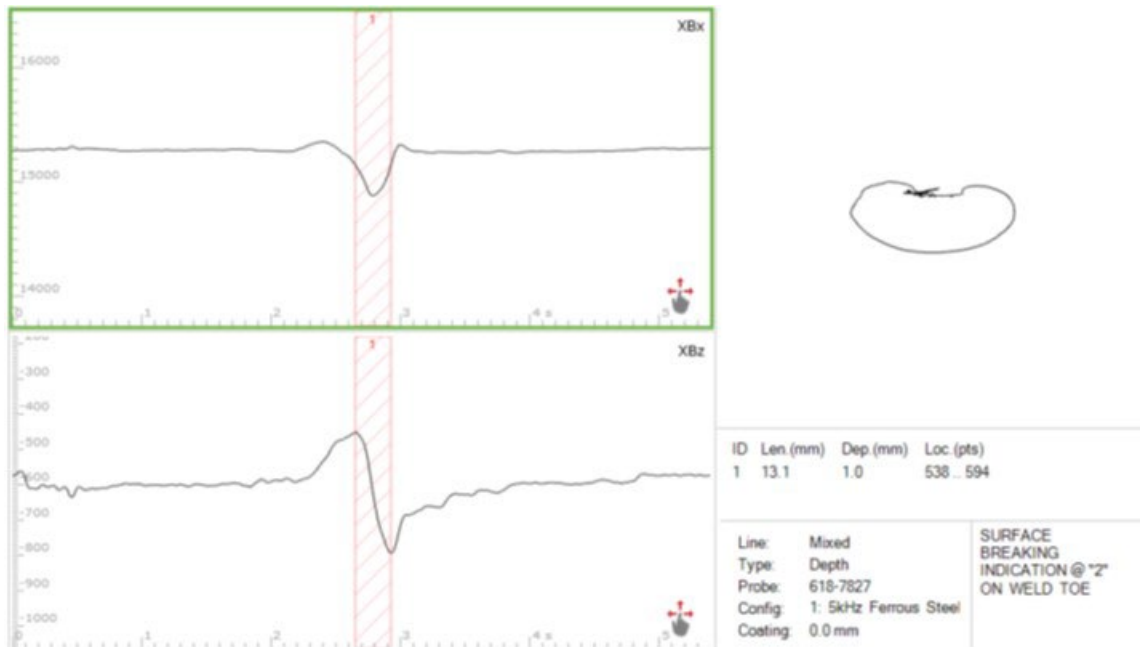 1
XBx
16000
15000
14000
0 1 2 3 4 s 5
1
XBz
-200
-300
-400
-500
-600
-700
-800
-900
-1000
0 1 2 3 4 s 5
ID Len.(mm) Dep.(mm) Loc.(pts)
1 13.1 1.0 538 .. 594
Line: Mixed
Type: Depth
Probe: 618-7827
Config: 1: 5kHz Ferrous Steel
Coating: 0.0 mm
SURFACE
BREAKING
INDICATION @ "2"
ON WELD TOE